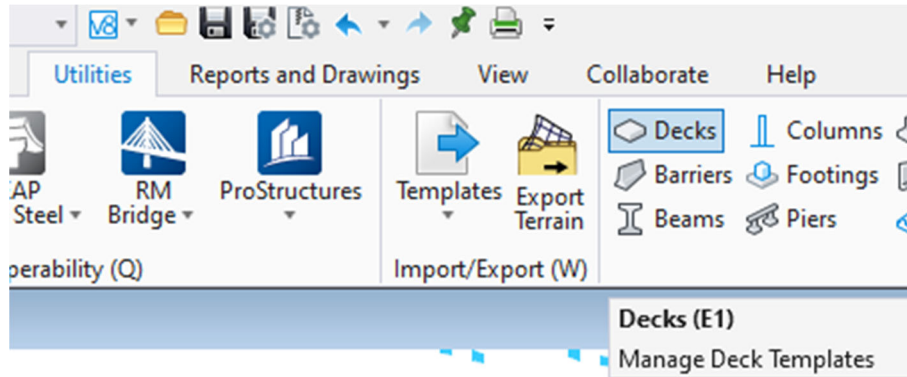 Utilities Reports and Drawings View Collaborate Help
Decks Columns
Barriers Footings
Beams Piers
AP Steel
RM Bridge
ProStructures
Templates
Export Terrain
perability (Q) Import/Export (W)
Decks (E1)
Manage Deck Templates